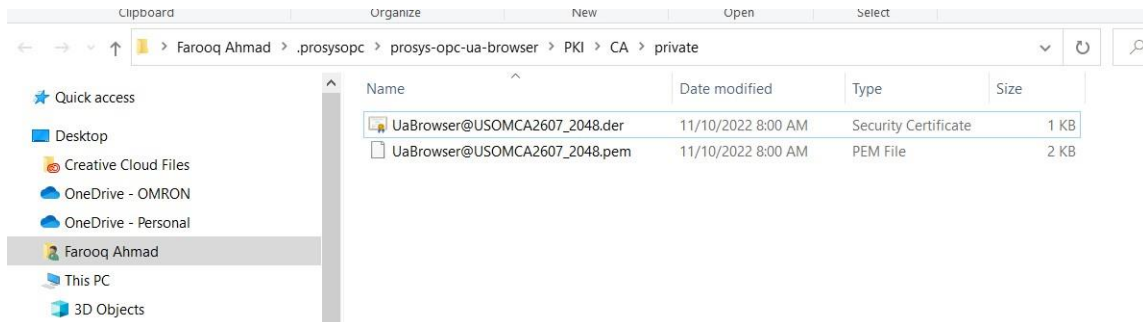 Clipboard Organize New Open Select
Farooq Ahmad > .prosysopc > prosys-opc-ua-browser > PKI > CA > private
Quick access
Desktop
Creative Cloud Files
OneDrive - OMRON
OneDrive - Personal
Farooq Ahmad
This PC
3D Objects
Name Date modified Type Size
UaBrowser@USOMCA2607_2048.der 11/10/2022 8:00 AM Security Certificate 1 KB
UaBrowser@USOMCA2607_2048.pem 11/10/2022 8:00 AM PEM File 2 KB